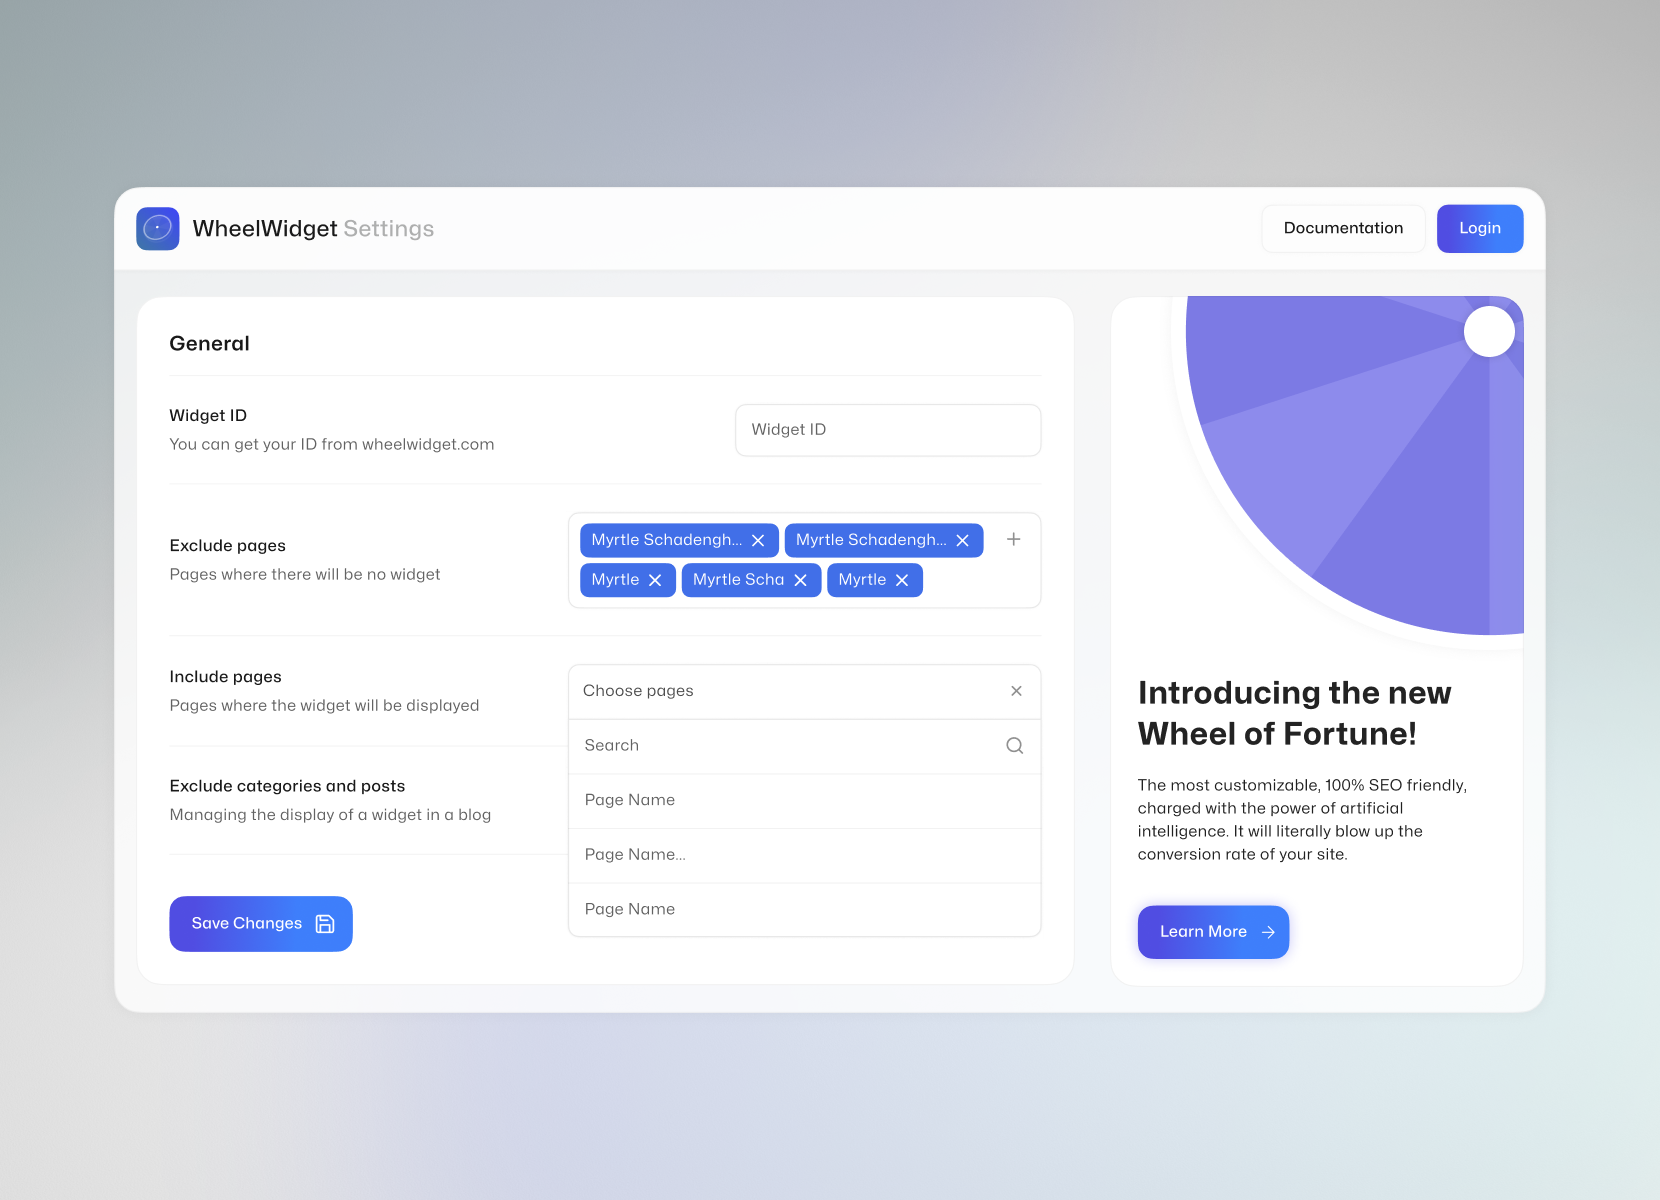 WheelWidget Settings
Documentation
Login
General
Widget ID
You can get your ID from wheelwidget.com
Widget ID
Exclude pages
Pages where there will be no widget
Myrtle Schadengh...
Myrtle Schadengh...
Myrtle
Myrtle Scha
Myrtle
Include pages
Pages where the widget will be displayed
Choose pages
Search
Page Name
Page Name...
Page Name
Exclude categories and posts
Managing the display of a widget in a blog
Save Changes
Introducing the new
Wheel of Fortune!
The most customizable, 100% SEO friendly,
charged with the power of artificial
intelligence. It will literally blow up the
conversion rate of your site.
Learn More